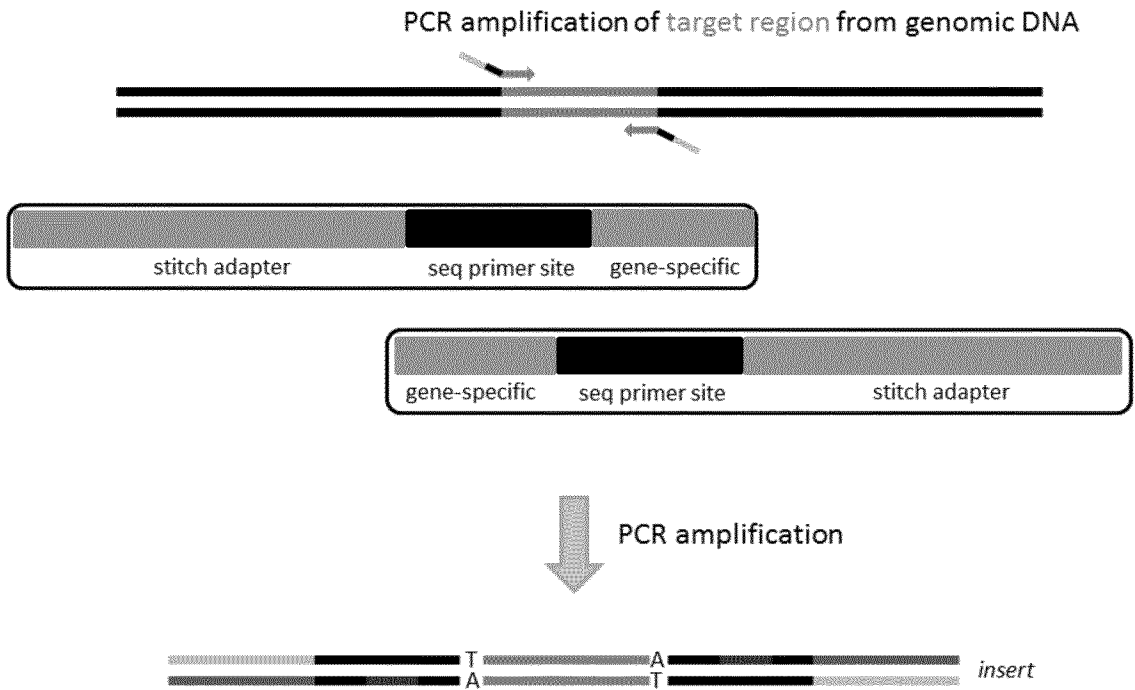 PCR amplification of target region from genomic DNA
stitch adapter seq primer site gene-specific
gene-specific seq primer site stitch adapter
PCR amplification
T A
A T
insert